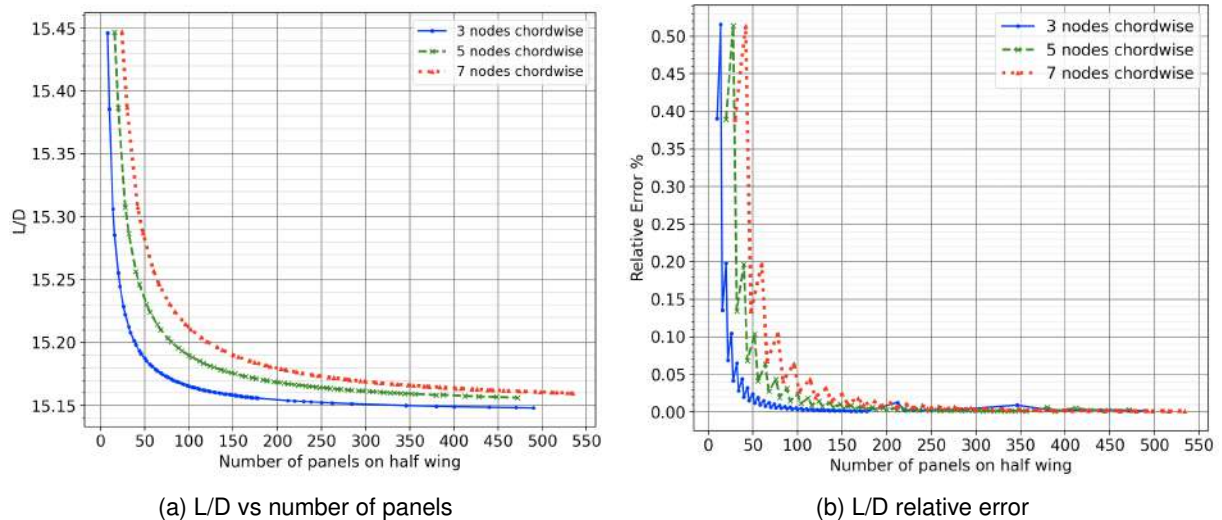 15.45
15.40
15.35
15.30
15.25
15.20
15.15
L/D
0 50 100 150 200 250 300 350 400 450 500 550
Number of panels on half wing
3 nodes chordwise
5 nodes chordwise
7 nodes chordwise
(a) L/D vs number of panels
0.50
0.45
0.40
0.35
0.30
0.25
0.20
0.15
0.10
0.05
0.00
Relative Error %
0 50 100 150 200 250 300 350 400 450 500 550
Number of panels on half wing
3 nodes chordwise
5 nodes chordwise
7 nodes chordwise
(b) L/D relative error